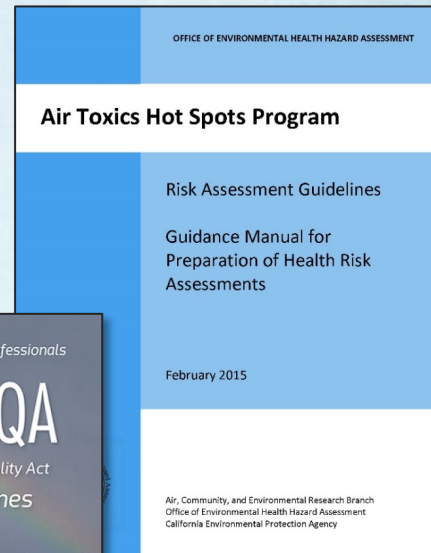 OFFICE OF ENVIRONMENTAL HEALTH HAZARD ASSESSMENT
Air Toxics Hot Spots Program
Risk Assessment Guidelines
Guidance Manual for
Preparation of Health Risk
Assessments
February 2015
Air, Community, and Environmental Research Branch
Office of Environmental Health Hazard Assessment
California Environmental Protection Agency
fessionals
QA
lity Act
nes